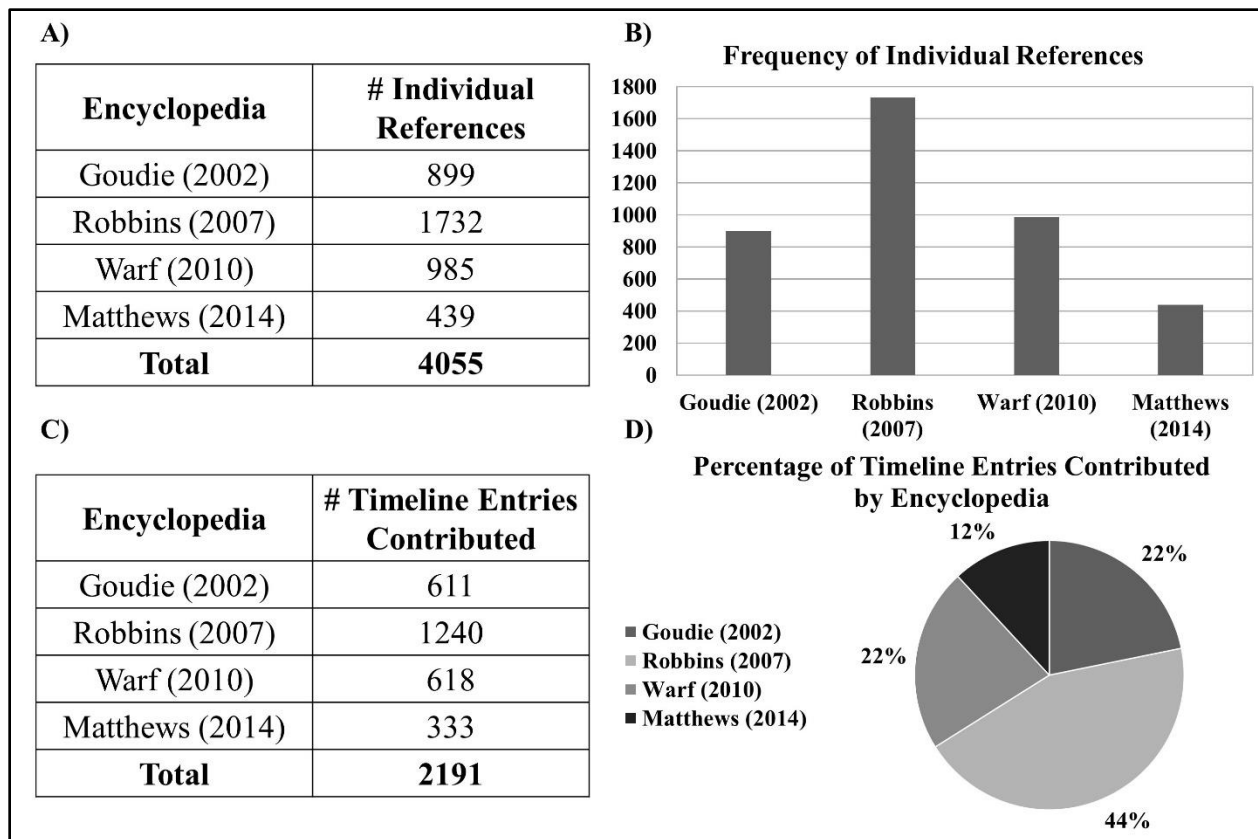 A)
Encyclopedia # Individual
References
Goudie (2002) 899
Robbins (2007) 1732
Warf (2010) 985
Matthews (2014) 439
Total 4055
B)
Frequency of Individual References
1800
1600
1400
1200
1000
800
600
400
200
0
Goudie (2002) Robbins Warf (2010) Matthews
(2007) (2014)
C)
Encyclopedia # Timeline Entries
Contributed
Goudie (2002) 611
Robbins (2007) 1240
Warf (2010) 618
Matthews (2014) 333
Total 2191
D)
Percentage of Timeline Entries Contributed
by Encyclopedia
12%
22%
Goudie (2002)
Robbins (2007)
22%
Warf (2010)
Matthews (2014)
44%